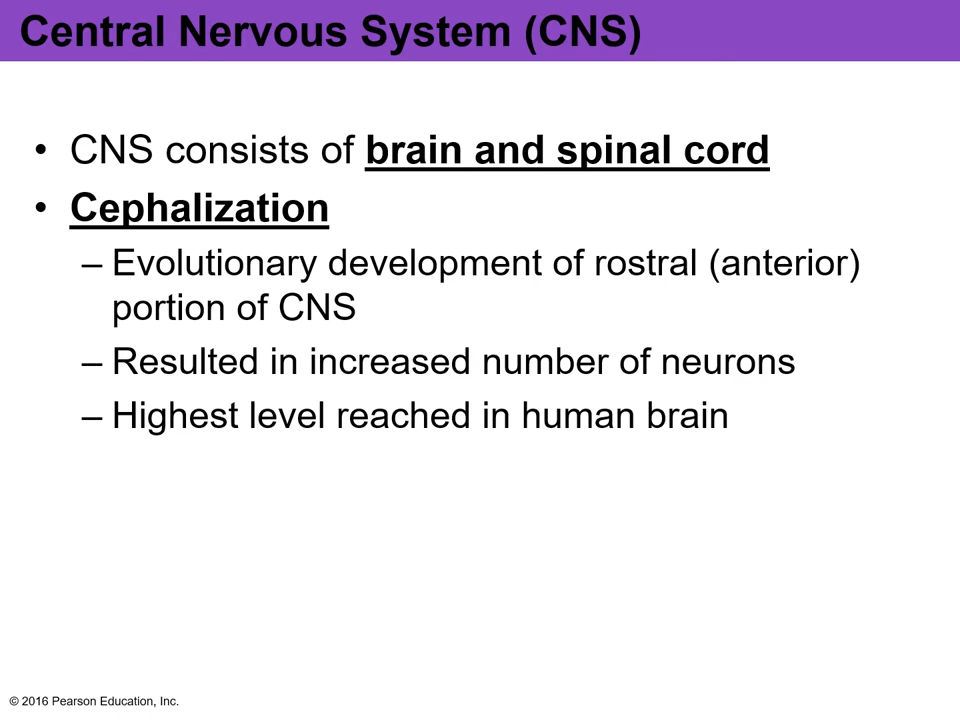 Central Nervous System (CNS)
• CNS consists of brain and spinal cord
• Cephalization
– Evolutionary development of rostral (anterior)
portion of CNS
– Resulted in increased number of neurons
– Highest level reached in human brain
© 2016 Pearson Education, Inc.